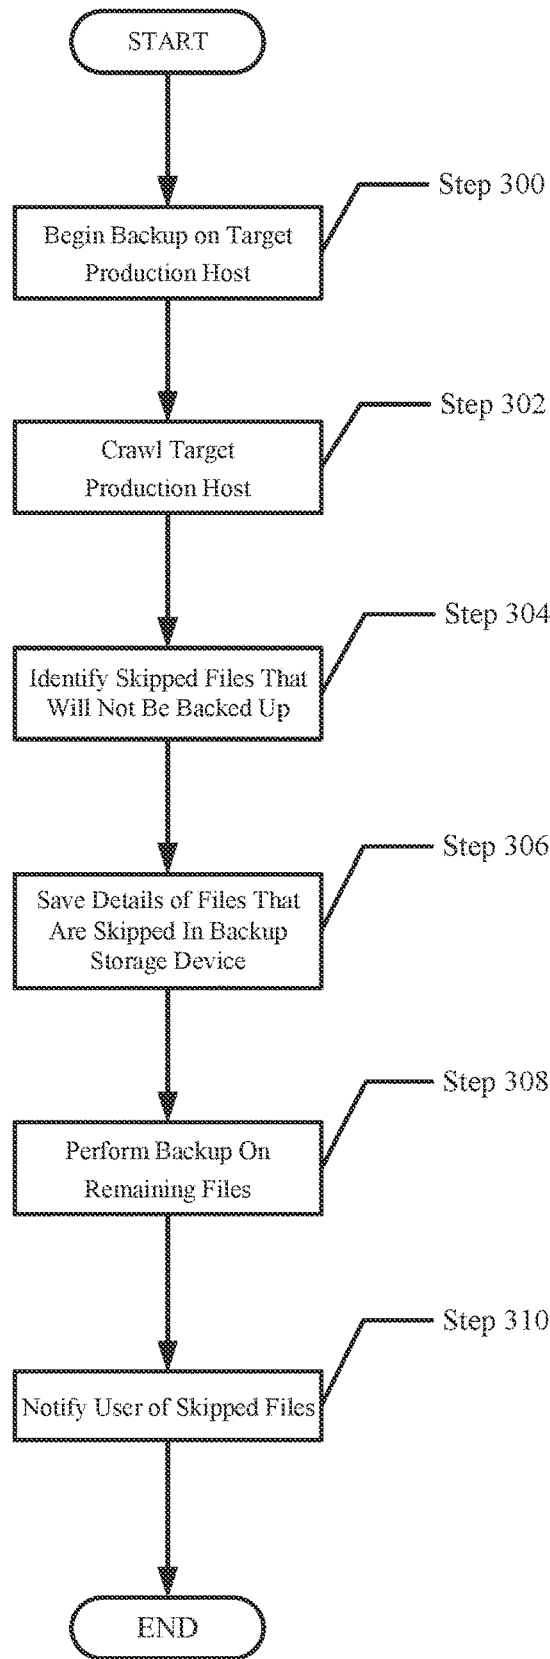 START
Step 300
Begin Backup on Target
Production Host
Step 302
Crawl Target
Production Host
Step 304
Identify Skipped Files That
Will Not Be Backed Up
Step 306
Save Details of Files That
Are Skipped In Backup
Storage Device
Step 308
Perform Backup On
Remaining Files
Step 310
Notify User of Skipped Files
END